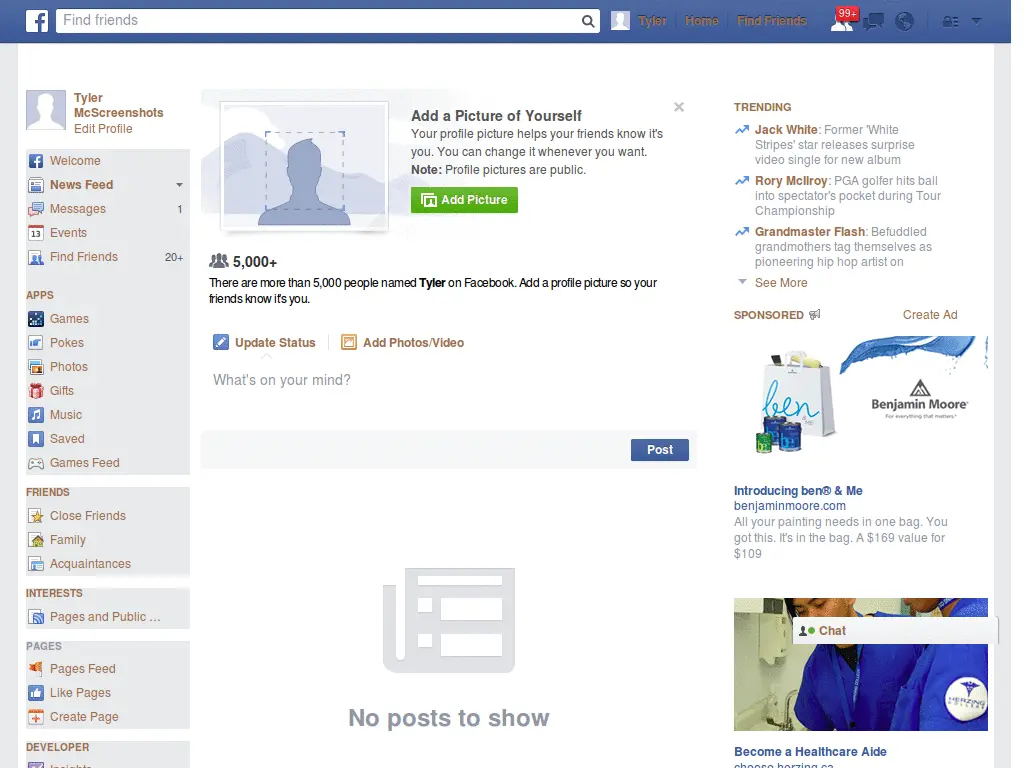 Find friends
Tyler
Home
Find Friends
99+
Tyler
McScreenshots
Edit Profile
Welcome
News Feed
Messages 1
Events
Find Friends 20+
APPS
Games
Pokes
Photos
Gifts
Music
Saved
Games Feed
FRIENDS
Close Friends
Family
Acquaintances
INTERESTS
Pages and Public ...
PAGES
Pages Feed
Like Pages
Create Page
DEVELOPER
Insights
Add a Picture of Yourself
Your profile picture helps your friends know it's
you. You can change it whenever you want.
Note: Profile pictures are public.
Add Picture
5,000+
There are more than 5,000 people named Tyler on Facebook. Add a profile picture so your
friends know it's you.
Update Status
Add Photos/Video
What's on your mind?
Post
No posts to show
TRENDING
Jack White: Former 'White
Stripes' star releases surprise
video single for new album
Rory McIlroy: PGA golfer hits ball
into spectator's pocket during Tour
Championship
Grandmaster Flash: Befuddled
grandmothers tag themselves as
pioneering hip hop artist on
See More
SPONSORED
Create Ad
ben
& ME
Benjamin Moore®
For everything that matters.™
Introducing ben® & Me
benjaminmoore.com
All your painting needs in one bag. You
got this. It's in the bag. A $169 value for
$109
Chat
HERZING
COLLEGE
Become a Healthcare Aide
choose.herzing.ca